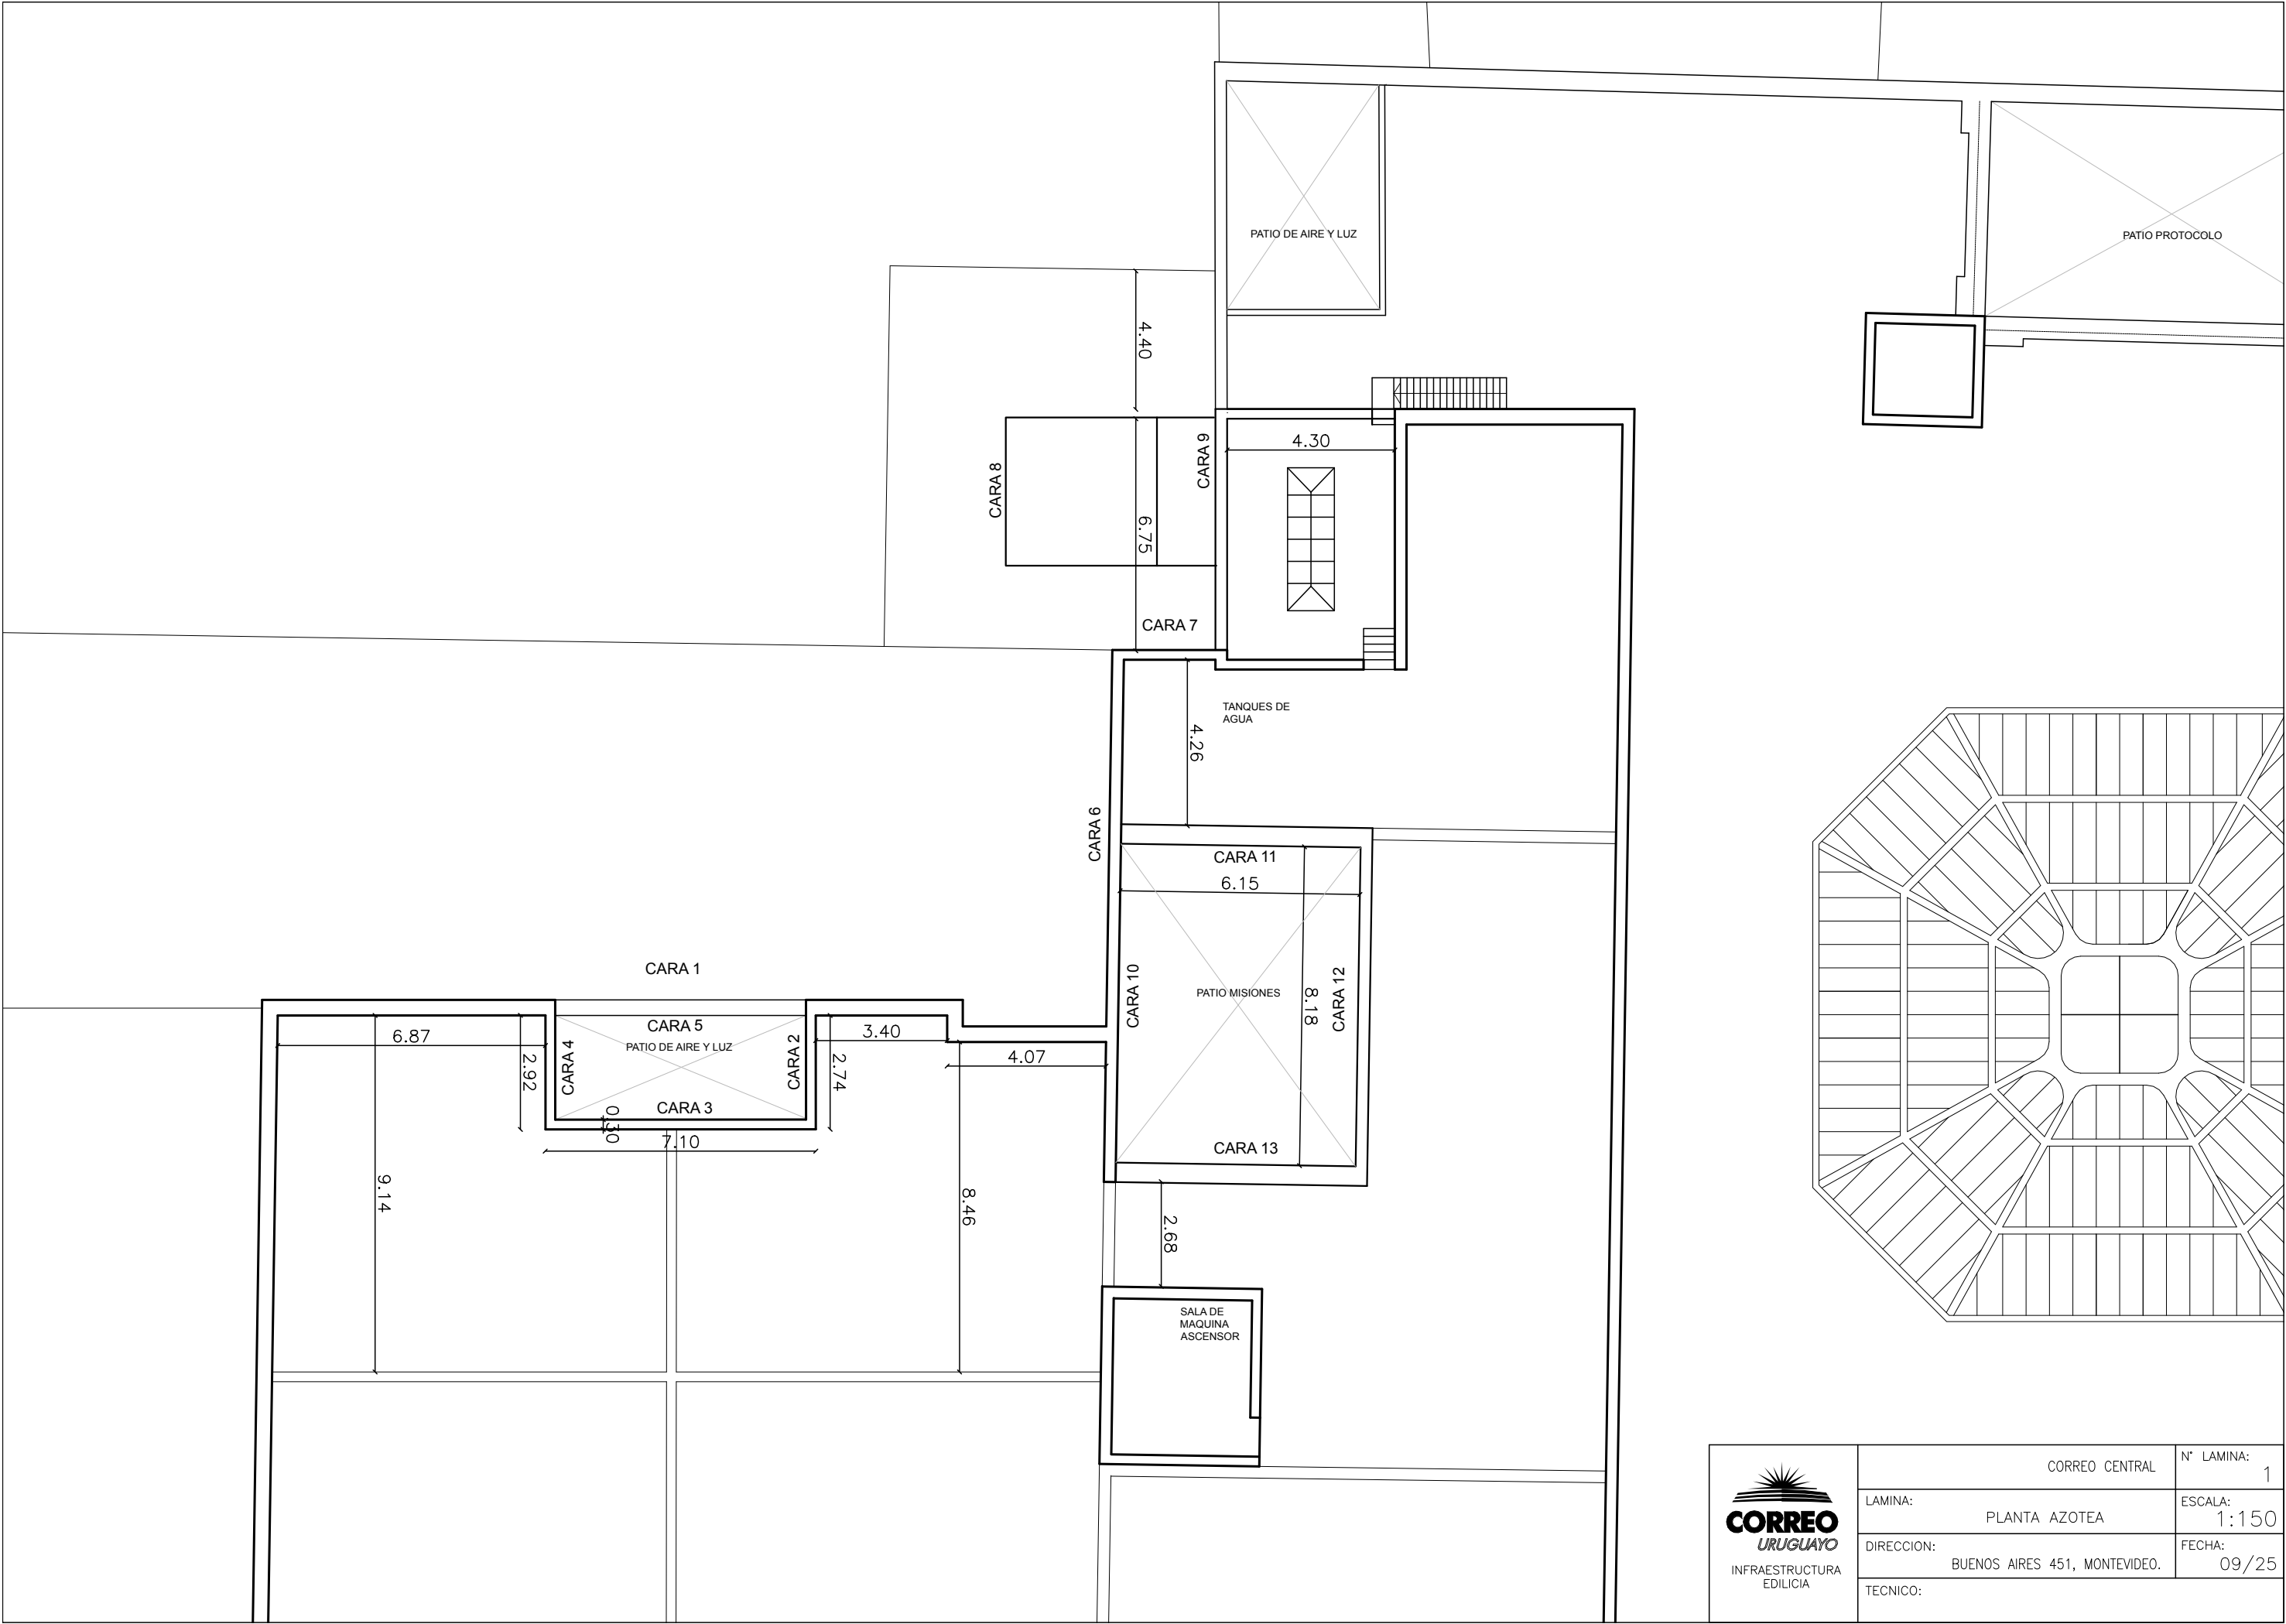 PATIO DE AIRE Y LUZ
PATIO PROTOCOLO
4.40
CARA 8
6.75
CARA 9
4.30
CARA 7
TANQUES DE
AGUA
4.26
CARA 6
CARA 11
6.15
CARA 10
PATIO MISIONES
8.18
CARA 12
CARA 13
CARA 1
6.87
2.92
CARA 4
CARA 5
PATIO DE AIRE Y LUZ
CARA 2
2.74
3.40
4.07
CARA 3
0.30
7.10
9.14
8.46
2.68
SALA DE
MAQUINA
ASCENSOR
CORREO
URUGUAYO
INFRAESTRUCTURA
EDILICIA
CORREO CENTRAL
N° LAMINA:
1
LAMINA:
PLANTA AZOTEA
ESCALA:
1:150
DIRECCION:
BUENOS AIRES 451, MONTEVIDEO.
FECHA:
09/25
TECNICO: